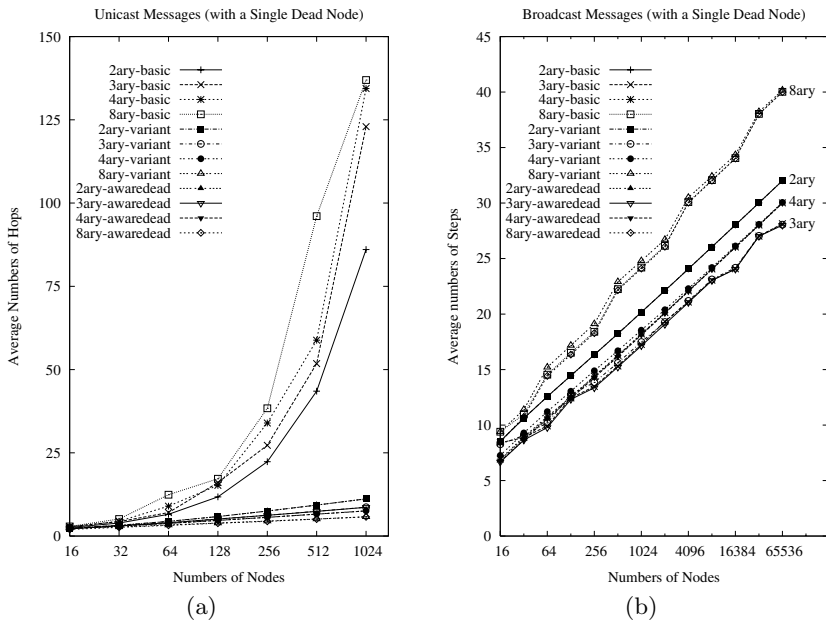 Unicast Messages (with a Single Dead Node)
150
125
100
75
50
25
0
Average Numbers of Hops
2ary-basic
3ary-basic
4ary-basic
8ary-basic
2ary-variant
3ary-variant
4ary-variant
8ary-variant
2ary-awaredead
3ary-awaredead
4ary-awaredead
8ary-awaredead
16 32 64 128 256 512 1024
Numbers of Nodes
(a)
Broadcast Messages (with a Single Dead Node)
45
40
35
30
25
20
15
10
5
0
Average numbers of Steps
2ary-basic
3ary-basic
4ary-basic
8ary-basic
2ary-variant
3ary-variant
4ary-variant
8ary-variant
2ary-awaredead
3ary-awaredead
4ary-awaredead
8ary-awaredead
8ary
2ary
4ary
3ary
16 64 256 1024 4096 16384 65536
Numbers of Nodes
(b)